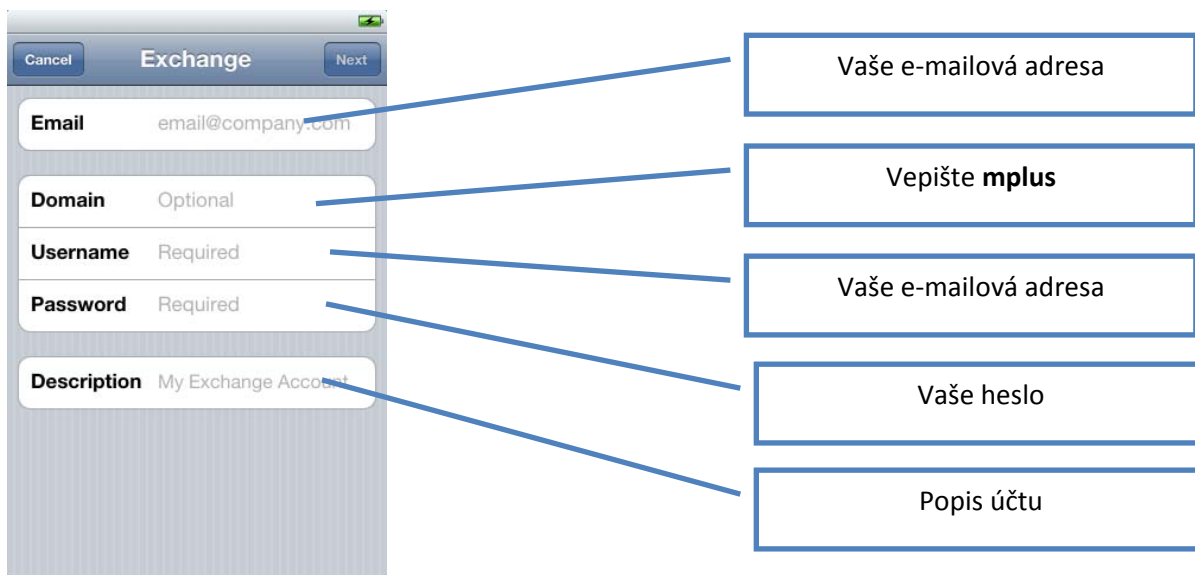 Cancel Exchange Next
Email email@company.com
Domain Optional
Username Required
Password Required
Description My Exchange Account
Vaše e-mailová adresa
Vepište mplus
Vaše e-mailová adresa
Vaše heslo
Popis účtu